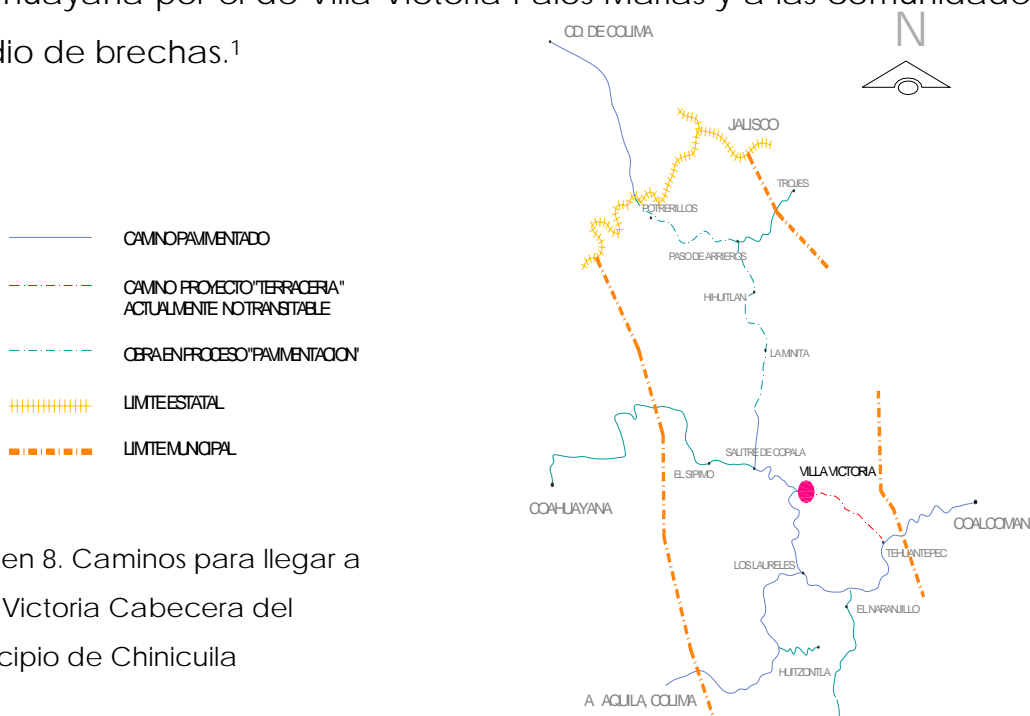 huayana por el de Villa Victoria Palos Marías y a las comunidado
dio de brechas.¹
CD. DE COLIMA
N
JALISCO
TROJES
POTRERILLOS
PASO DE ARRIEROS
HIHUITLAN
LA MINITA
CAMINO PAVIMENTADO
CAMINO PROYECTO "TERRACERIA"
ACTUALMENTE NO TRANSITABLE
OBRA EN PROCESO "PAVIMENTACION"
LIMITE ESTATAL
LIMITE MUNICIPAL
SALITRE DE COPALA
EL SIPIMO
VILLA VICTORIA
COAHUAYANA
COALCOMAN
TEHUANTEPEC
LOS LAURELES
EL NARANJILLO
HUITZONTLA
A AQUILA, COLIMA
en 8. Caminos para llegar a
Victoria Cabecera del
cipio de Chinicuila